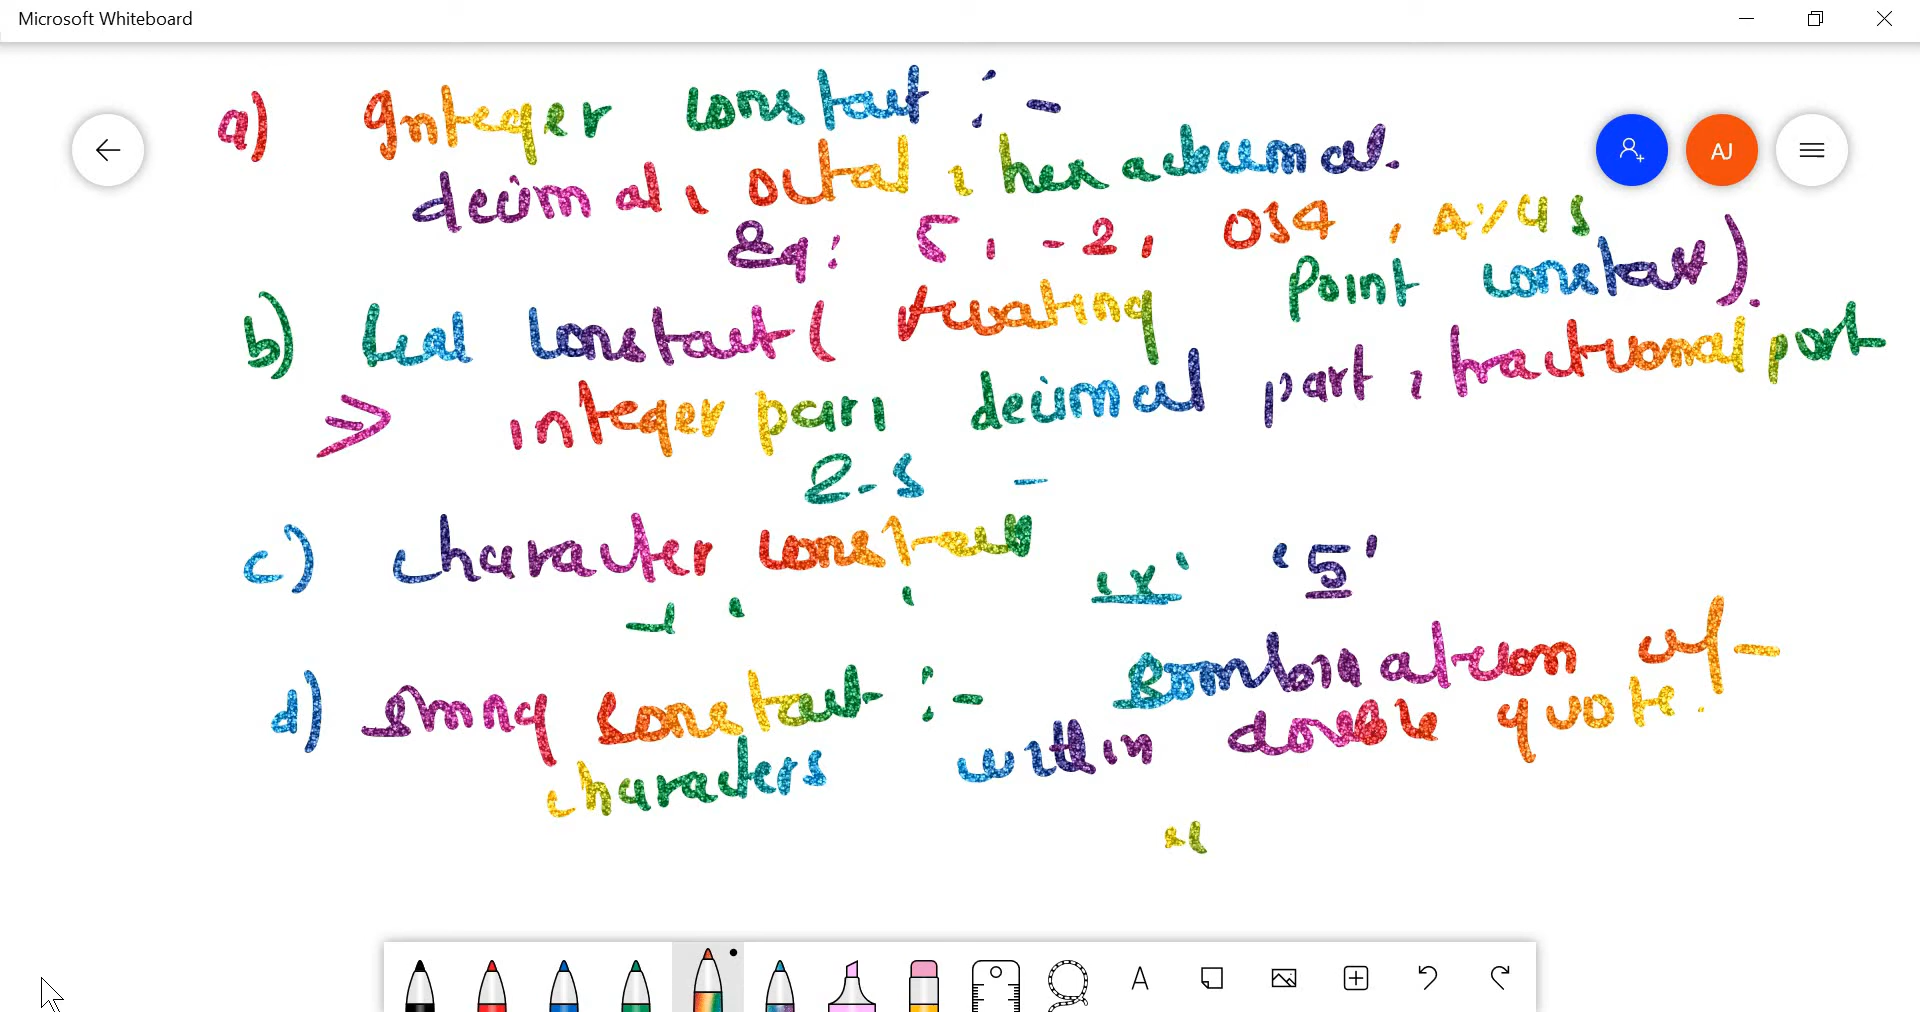 Microsoft Whiteboard
a) Integer constant :-
AJ
decimal, octal, hexadecimal.
Eg: 5, -2, 034,
b) Real constant ( floating point constant).
integer part decimal part, fractional part
2.5 -
c) character constant
' ' 'x' '5'
d) string constant :- combination of -
characters within double quote.
"